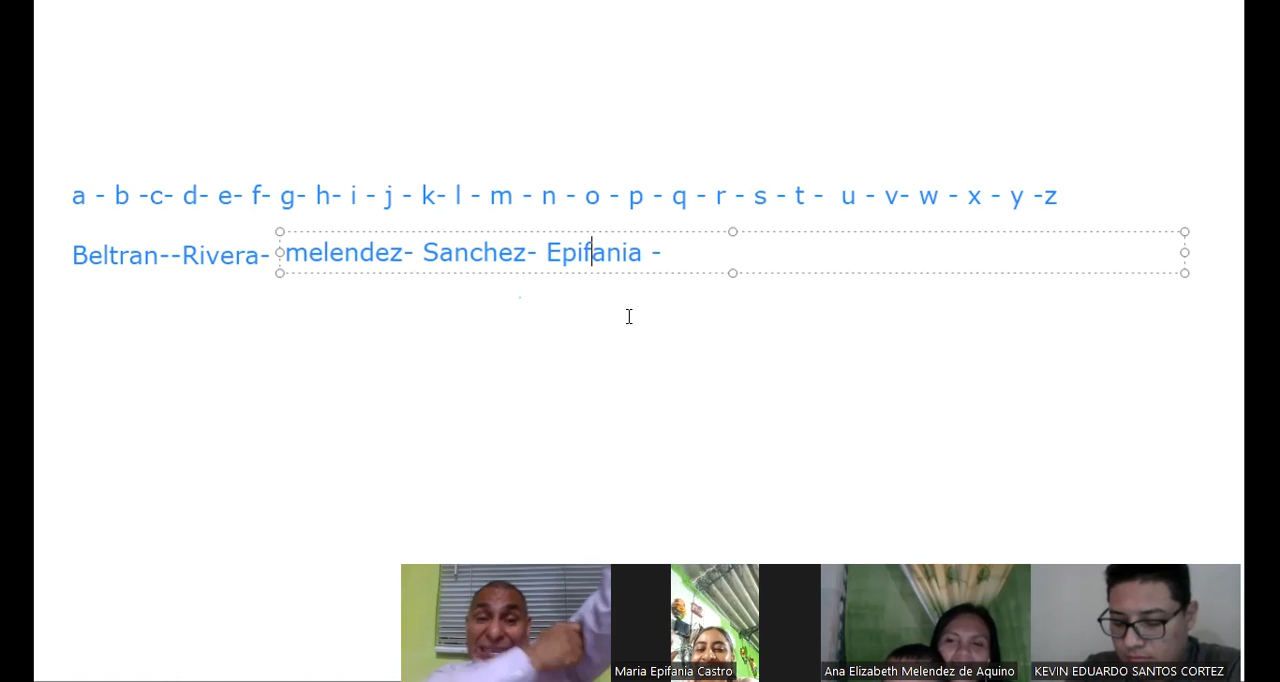 a - b -c- d- e- f- g- h- i - j - k- l - m - n - o - p - q - r - s - t - u - v- w - x - y -z
Beltran--Rivera- melendez- Sanchez- Epifania -
Maria Epifania Castro
Ana Elizabeth Melendez de Aquino
KEVIN EDUARDO SANTOS CORTEZ